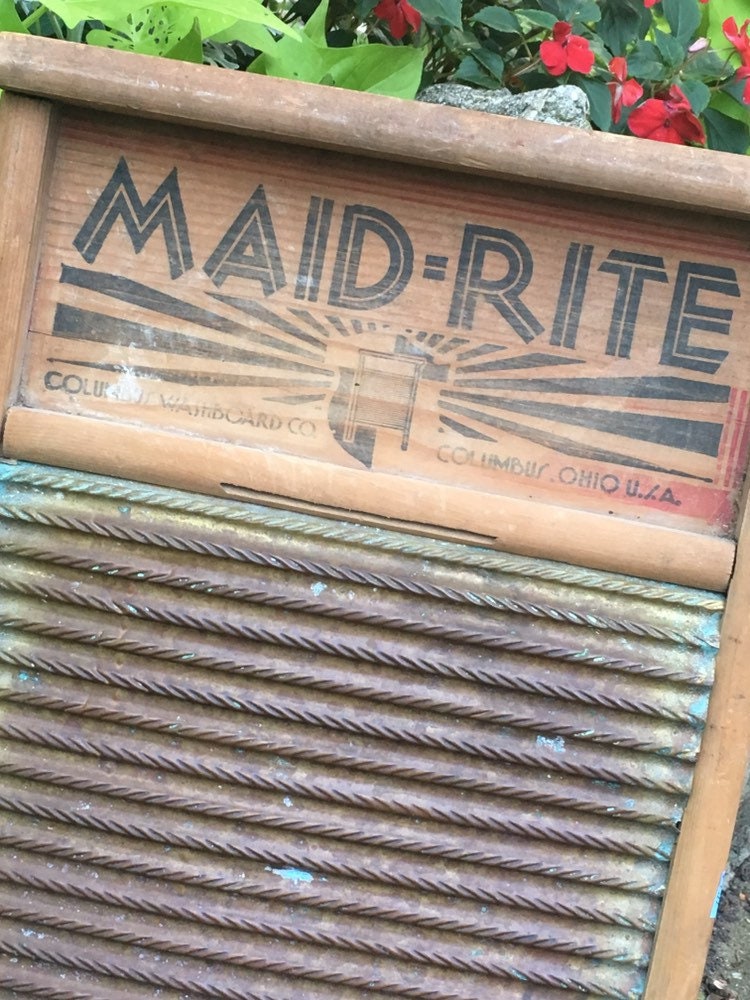 MAID=RITE
COLUMBUS WASHBOARD CO.
COLUMBUS, OHIO U.S.A.